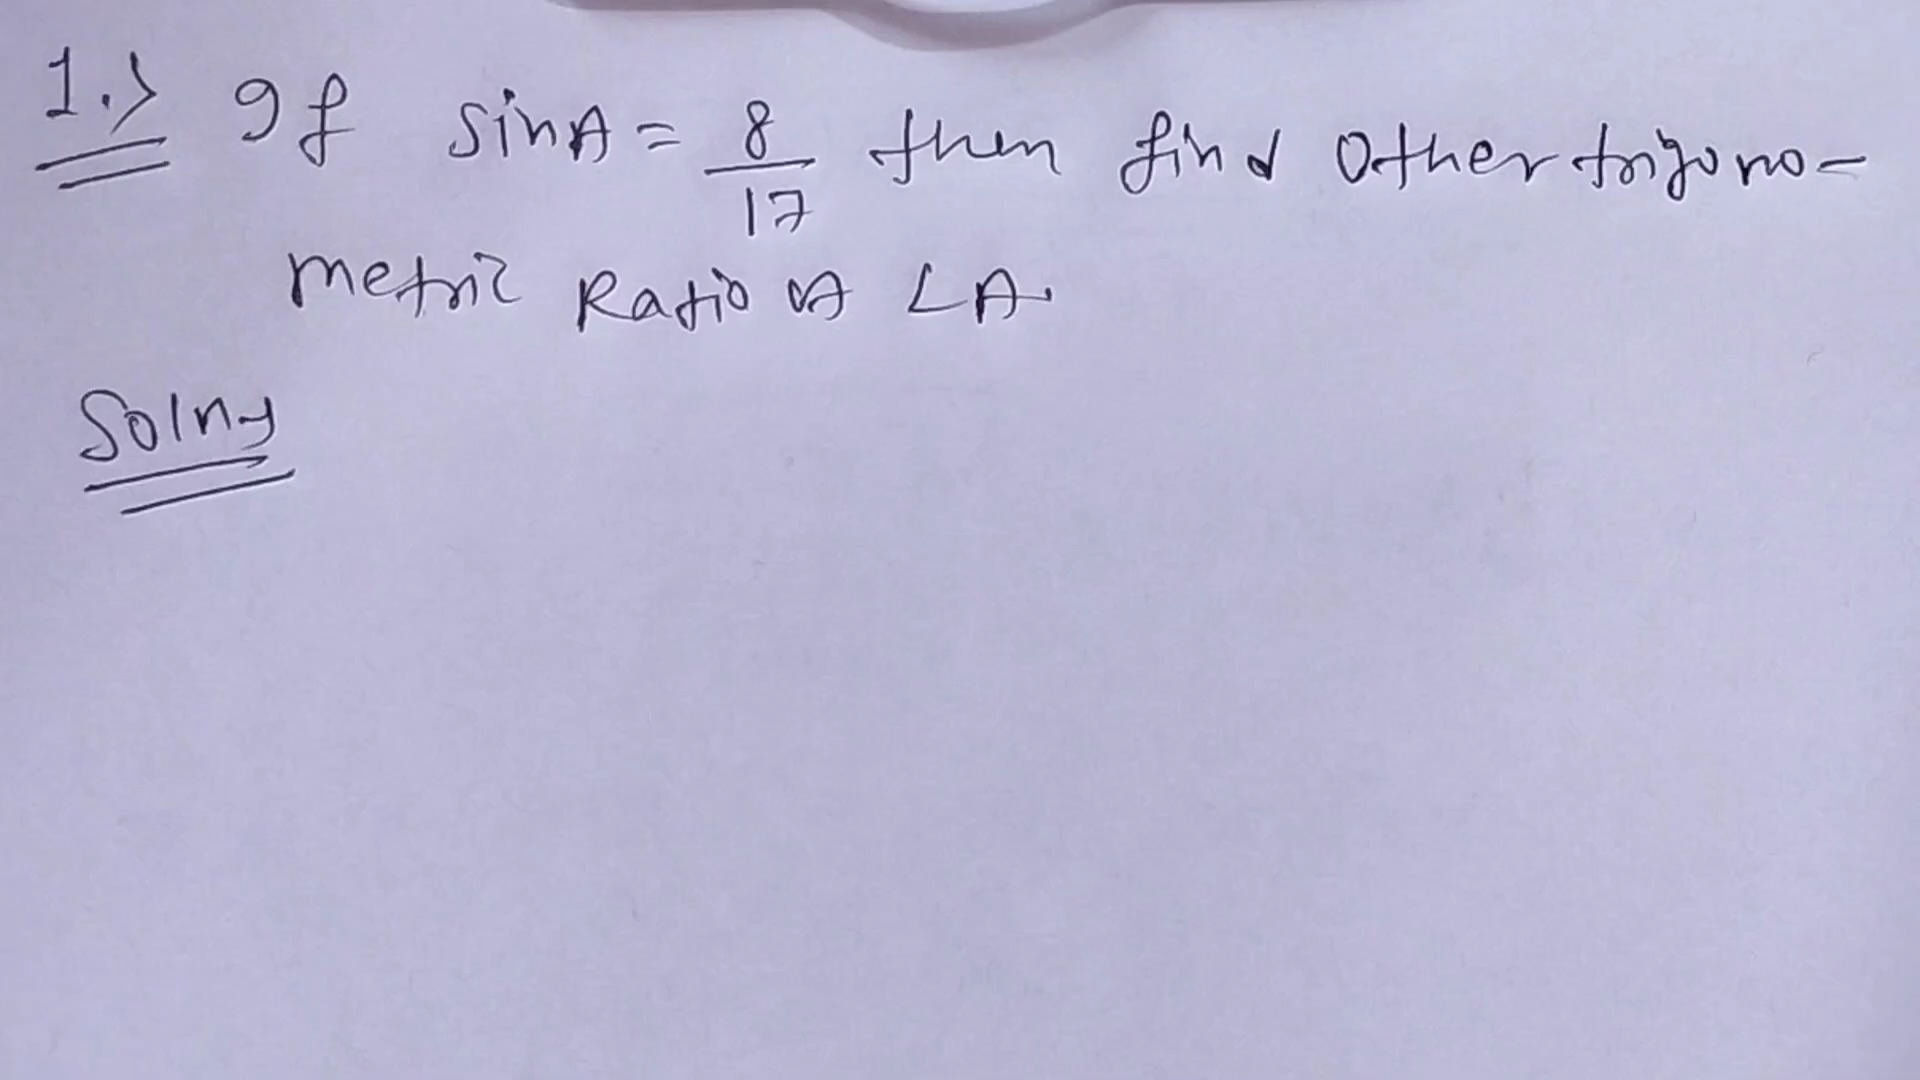 1.> If sinA = 8/17 then find other trigono-
metric Ratio of ∠A.
Soln